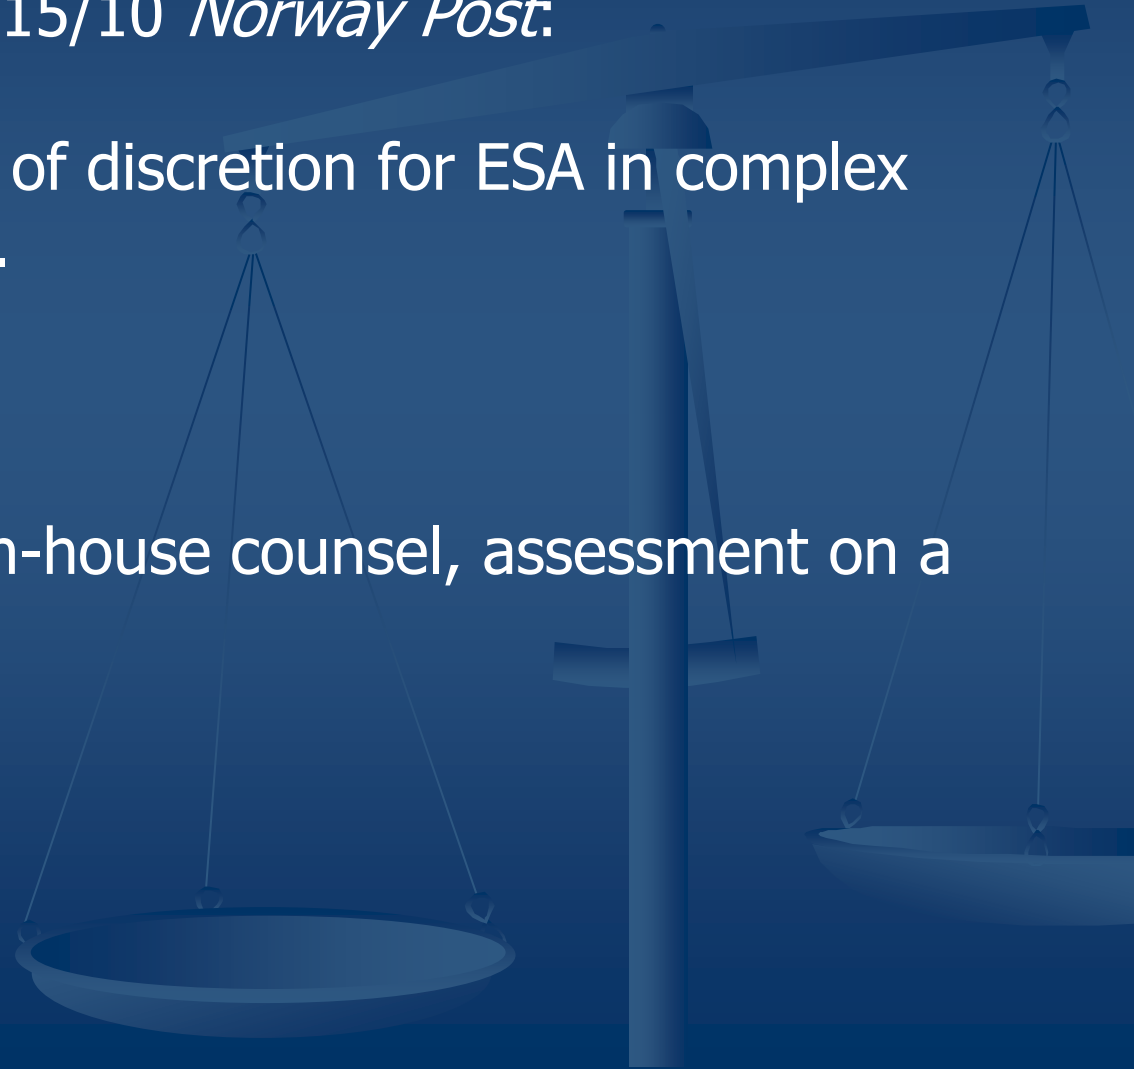 15/10 Norway Post:
of discretion for ESA in complex
.
-house counsel, assessment on a